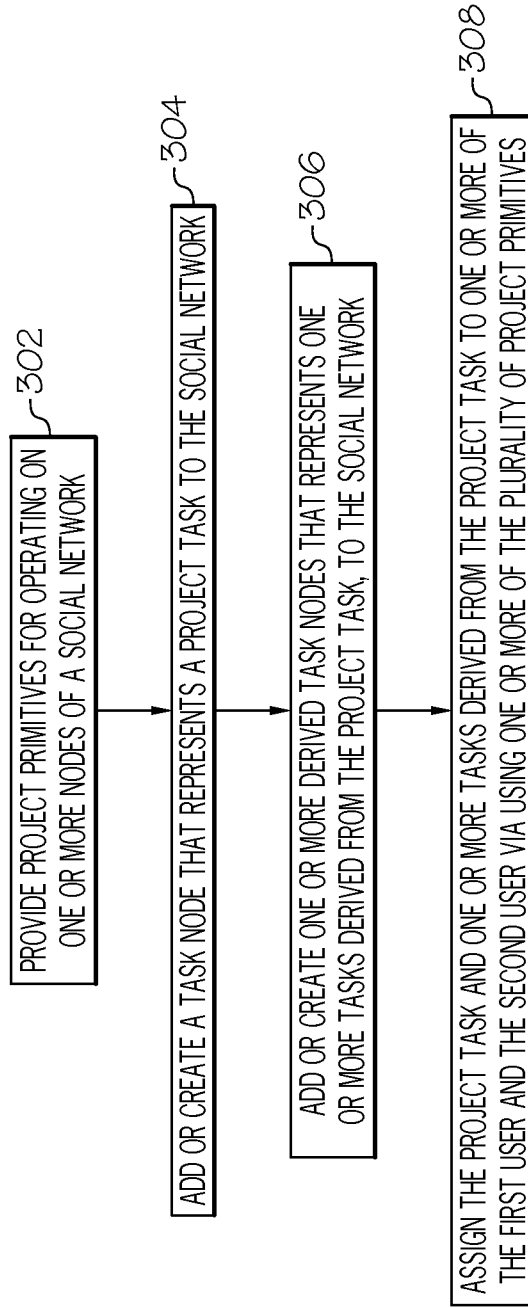 PROVIDE PROJECT PRIMITIVES FOR OPERATING ON
ONE OR MORE NODES OF A SOCIAL NETWORK
302
ADD OR CREATE A TASK NODE THAT REPRESENTS A PROJECT TASK TO THE SOCIAL NETWORK
304
ADD OR CREATE ONE OR MORE DERIVED TASK NODES THAT REPRESENTS ONE
OR MORE TASKS DERIVED FROM THE PROJECT TASK, TO THE SOCIAL NETWORK
306
ASSIGN THE PROJECT TASK AND ONE OR MORE TASKS DERIVED FROM THE PROJECT TASK TO ONE OR MORE OF
THE FIRST USER AND THE SECOND USER VIA USING ONE OR MORE OF THE PLURALITY OF PROJECT PRIMITIVES
308